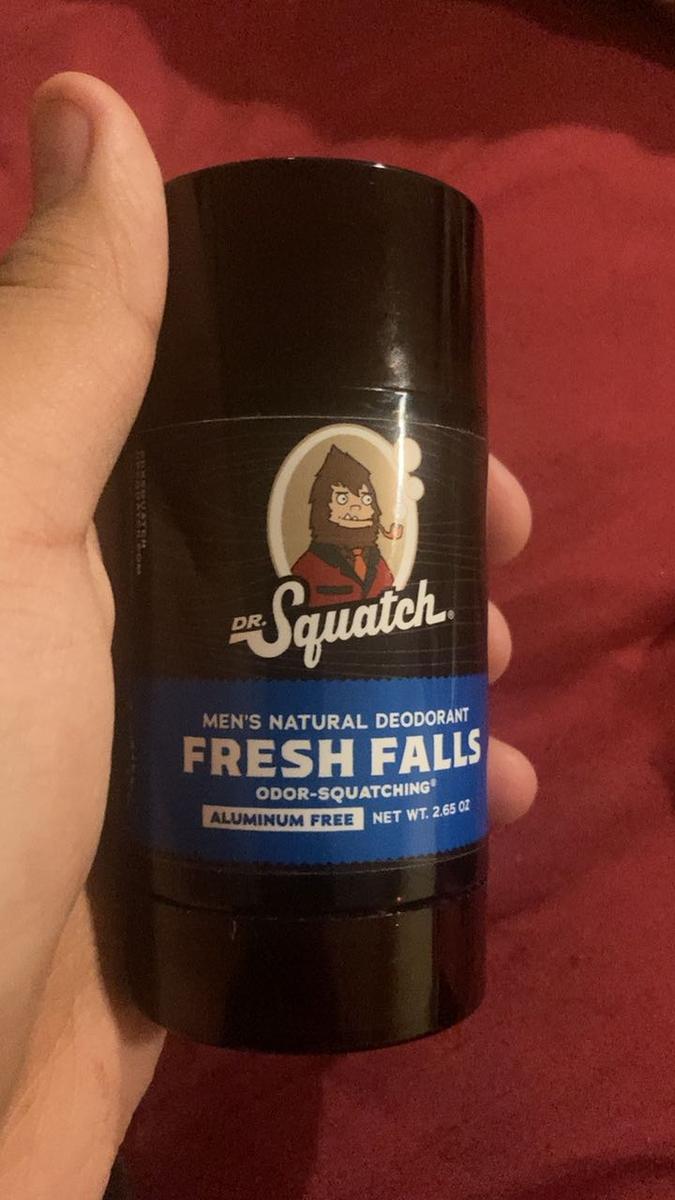 DR. Squatch®
MEN'S NATURAL DEODORANT
FRESH FALLS
ODOR-SQUATCHING®
ALUMINUM FREE NET WT. 2.65 OZ